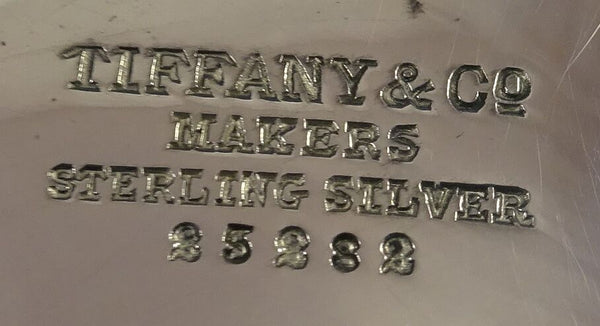 TIFFANY & Co
MAKERS
STERLING SILVER
25282